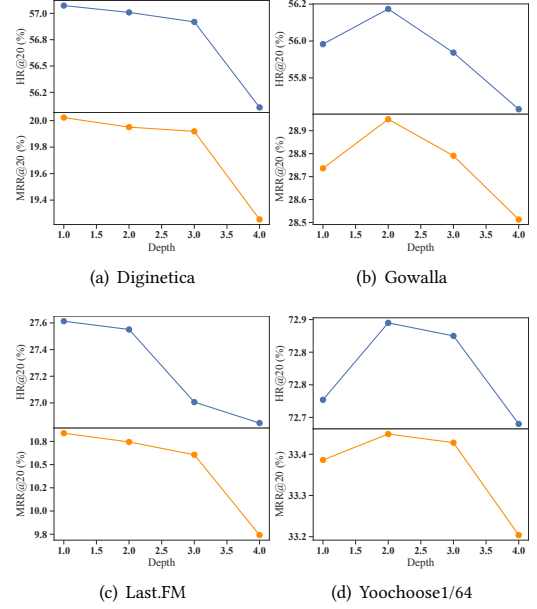 57.0
56.8
56.5
56.2
HR@20 (%)
20.0
19.8
19.6
19.4
MRR@20 (%)
1.0 1.5 2.0 2.5 3.0 3.5 4.0
Depth
(a) Diginetica
56.2
56.0
55.8
HR@20 (%)
28.9
28.8
28.7
28.6
28.5
MRR@20 (%)
1.0 1.5 2.0 2.5 3.0 3.5 4.0
Depth
(b) Gowalla
27.6
27.4
27.2
27.0
HR@20 (%)
10.8
10.5
10.2
10.0
9.8
MRR@20 (%)
1.0 1.5 2.0 2.5 3.0 3.5 4.0
Depth
(c) Last.FM
72.9
72.8
72.8
72.7
HR@20 (%)
33.4
33.3
33.2
MRR@20 (%)
1.0 1.5 2.0 2.5 3.0 3.5 4.0
Depth
(d) Yoochoose1/64